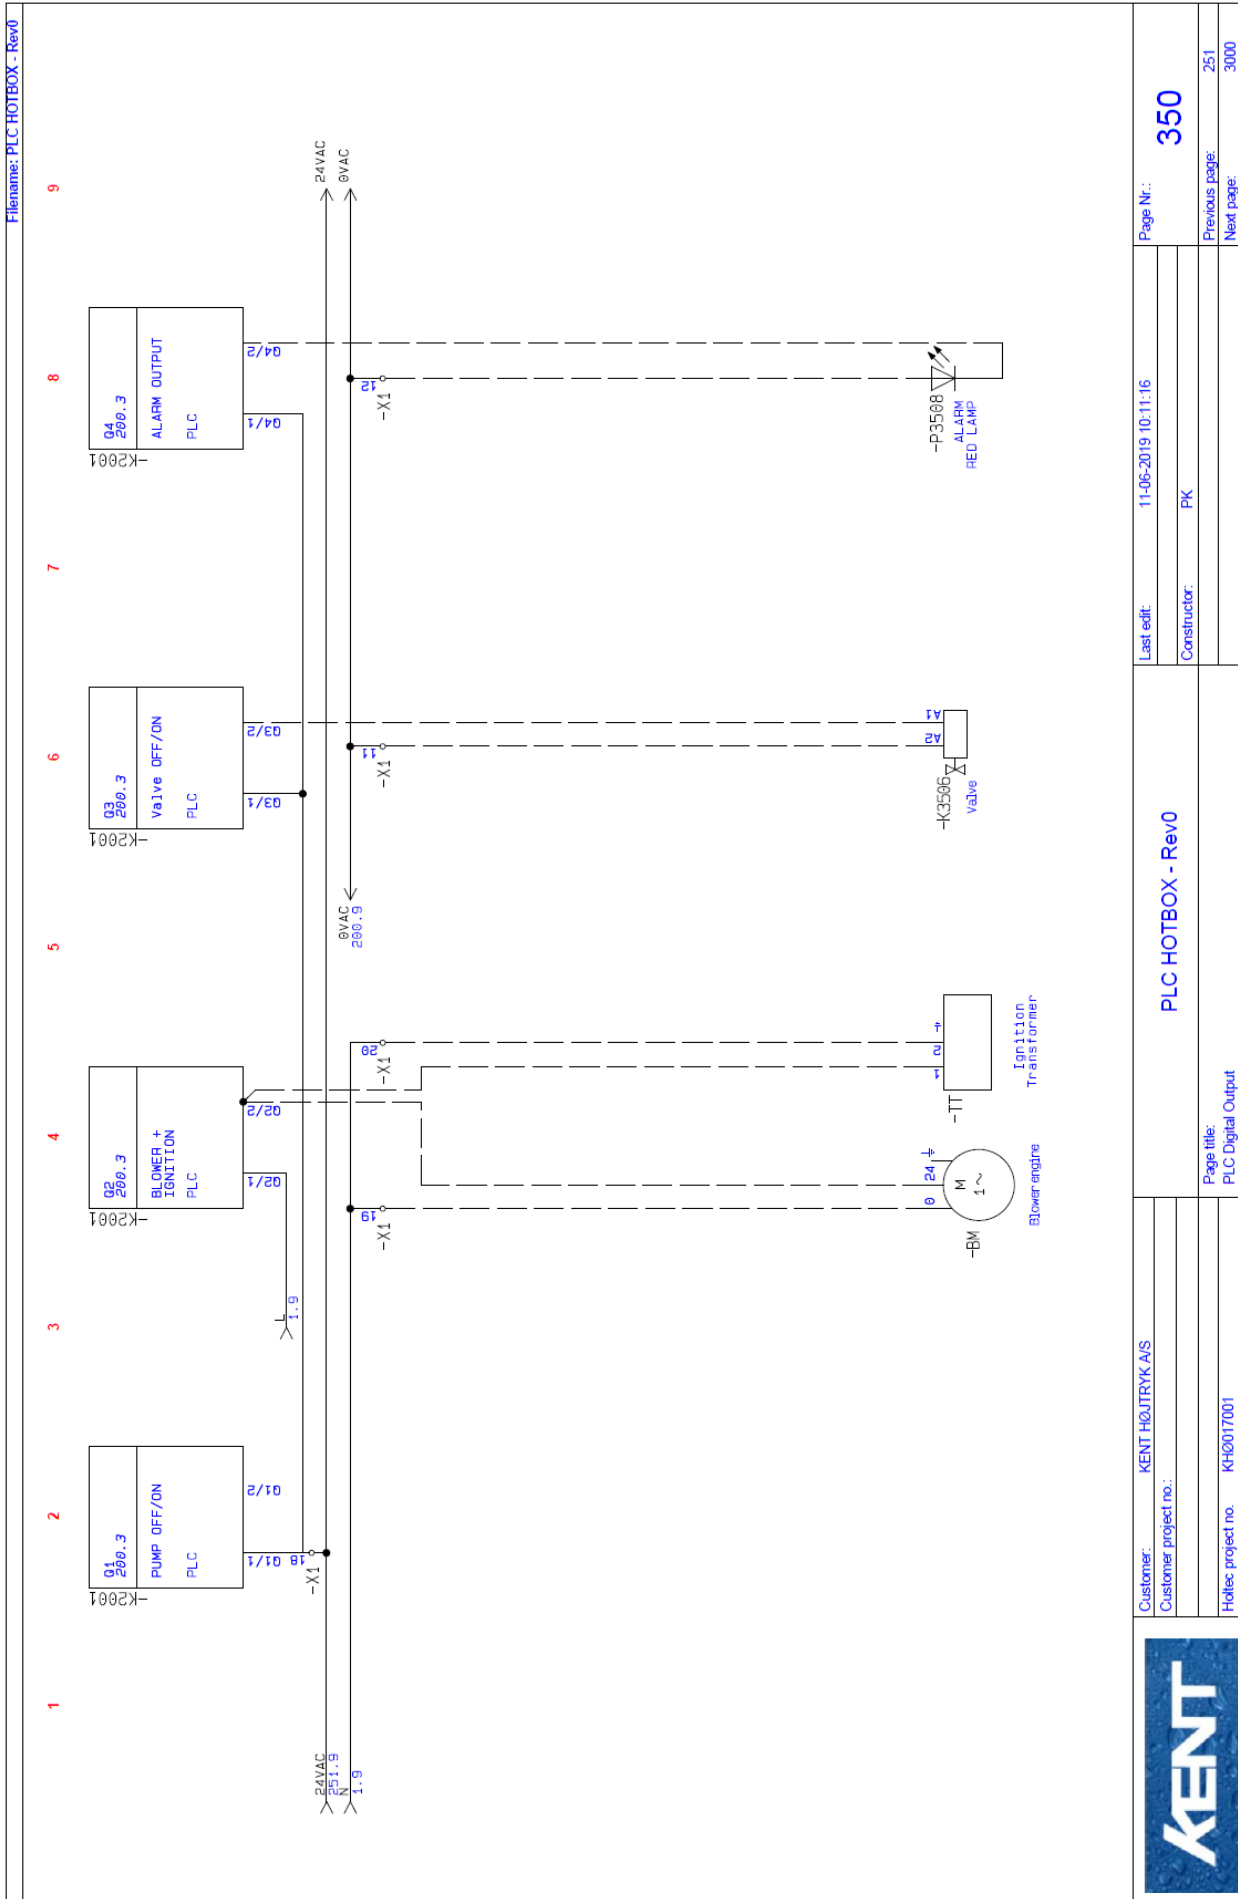 Filename: PLC HOTBOX - Rev0
1
2
3
4
5
6
7
8
9
-K2001
Q1
200.3
PUMP OFF/ON
PLC
Q1/1
Q1/2
-K2001
Q2
200.3
BLOWER +
IGNITION
PLC
Q2/1
Q2/2
-K2001
Q3
200.3
Valve OFF/ON
PLC
Q3/1
Q3/2
-K2001
Q4
200.3
ALARM OUTPUT
PLC
Q4/1
Q4/2
L
1.9
18
-X1
24VAC
251.9
N
1.9
24VAC
0VAC
0VAC
200.9
19
-X1
20
-X1
11
-X1
12
-X1
-BM
0
24
M
1~
Blowerengine
-TT
1
2
4
Ignition
Transformer
-K3506
A2
A1
Valve
-P3508
ALARM
RED LAMP
KENT
Customer:
KENT HØJTRYK A/S
Customer project no.:
Holtec project no.
KHØ017001
PLC HOTBOX - Rev0
Page title:
PLC Digital Output
Last edit:
11-06-2019 10:11:16
Constructor:
PK
Page Nr.:
350
Previous page:
251
Next page:
3000